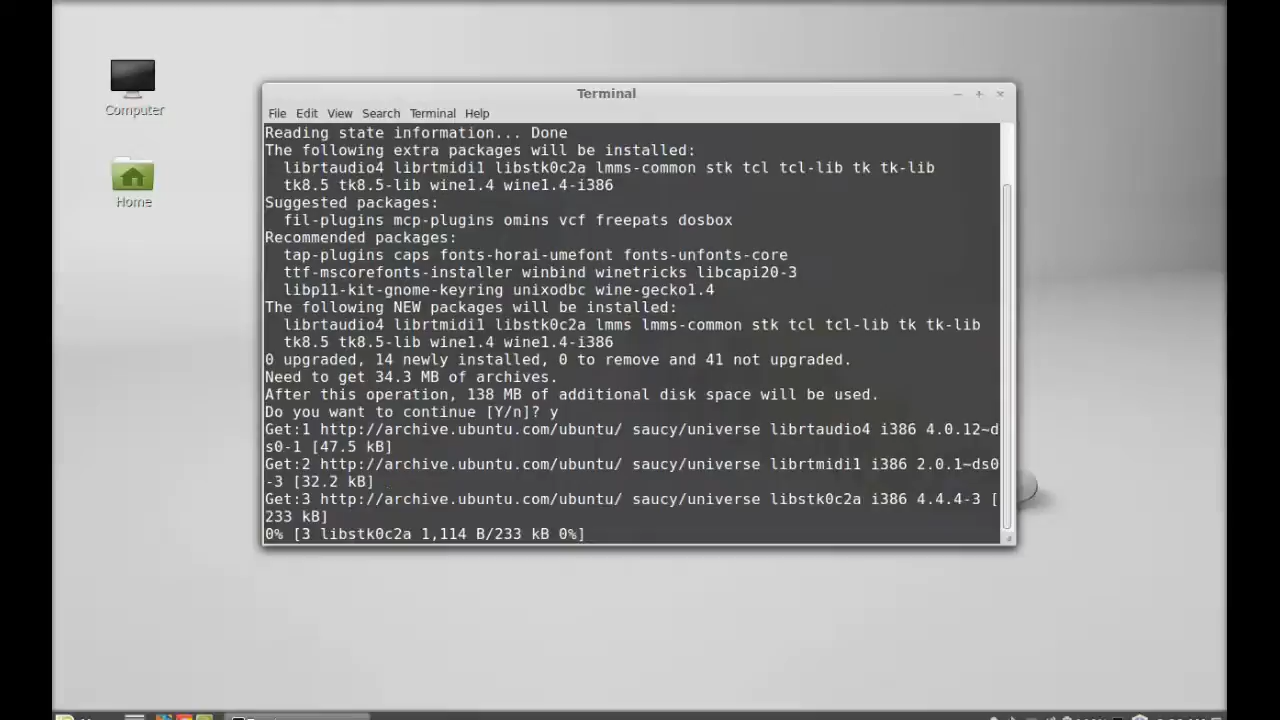 Computer
Home
Terminal
File Edit View Search Terminal Help
Reading state information... Done
The following extra packages will be installed:
  librtaudio4 librtmidi1 libstk0c2a lmms-common stk tcl tcl-lib tk tk-lib
  tk8.5 tk8.5-lib wine1.4 wine1.4-i386
Suggested packages:
  fil-plugins mcp-plugins omins vcf freepats dosbox
Recommended packages:
  tap-plugins caps fonts-horai-umefont fonts-unfonts-core
  ttf-mscorefonts-installer winbind winetricks libcapi20-3
  libp11-kit-gnome-keyring unixodbc wine-gecko1.4
The following NEW packages will be installed:
  librtaudio4 librtmidi1 libstk0c2a lmms lmms-common stk tcl tcl-lib tk tk-lib
  tk8.5 tk8.5-lib wine1.4 wine1.4-i386
0 upgraded, 14 newly installed, 0 to remove and 41 not upgraded.
Need to get 34.3 MB of archives.
After this operation, 138 MB of additional disk space will be used.
Do you want to continue [Y/n]? y
Get:1 http://archive.ubuntu.com/ubuntu/ saucy/universe librtaudio4 i386 4.0.12~d
s0-1 [47.5 kB]
Get:2 http://archive.ubuntu.com/ubuntu/ saucy/universe librtmidi1 i386 2.0.1~ds0
-3 [32.2 kB]
Get:3 http://archive.ubuntu.com/ubuntu/ saucy/universe libstk0c2a i386 4.4.4-3 [
233 kB]
0% [3 libstk0c2a 1,114 B/233 kB 0%]